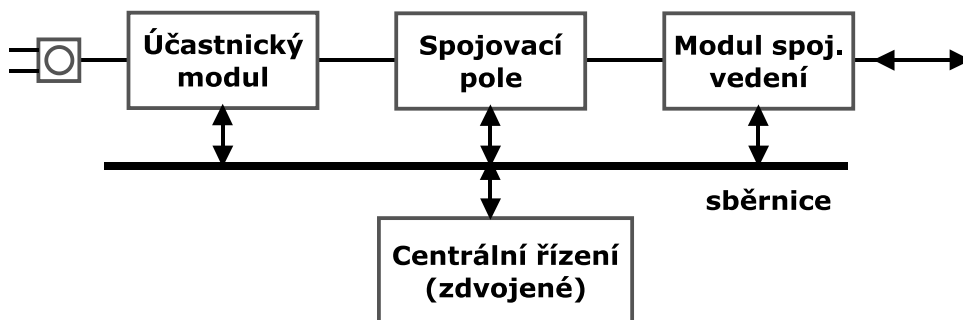 Účastnický
modul
Spojovací
pole
Modul spoj.
vedení
sběrnice
Centrální řízení
(zdvojené)